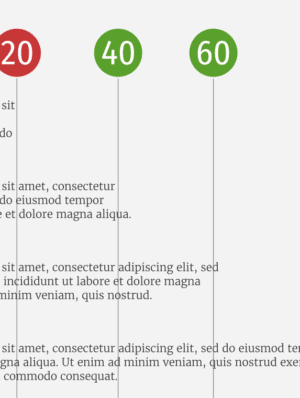 20 40 60
sit
do
sit amet, consectetur
do eiusmod tempor
et dolore magna aliqua.
sit amet, consectetur adipiscing elit, sed
incididunt ut labore et dolore magna
minim veniam, quis nostrud.
sit amet, consectetur adipiscing elit, sed do eiusmod te
gna aliqua. Ut enim ad minim veniam, quis nostrud exe
commodo consequat.